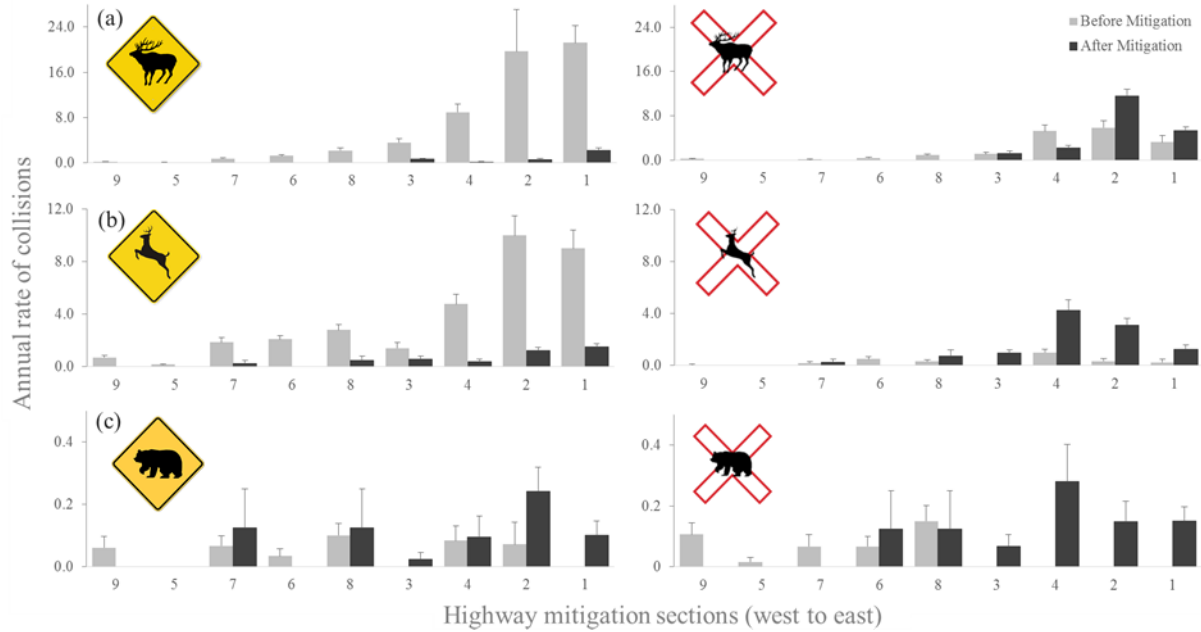 (a)
24.0
16.0
8.0
0.0
9 5 7 6 8 3 4 2 1
24.0
16.0
8.0
0.0
9 5 7 6 8 3 4 2 1
Before Mitigation
After Mitigation
Annual rate of collisions
(b)
12.0
8.0
4.0
0.0
9 5 7 6 8 3 4 2 1
12.0
8.0
4.0
0.0
9 5 7 6 8 3 4 2 1
(c)
0.4
0.2
0.0
9 5 7 6 8 3 4 2 1
0.4
0.2
0
9 5 7 6 8 3 4 2 1
Highway mitigation sections (west to east)